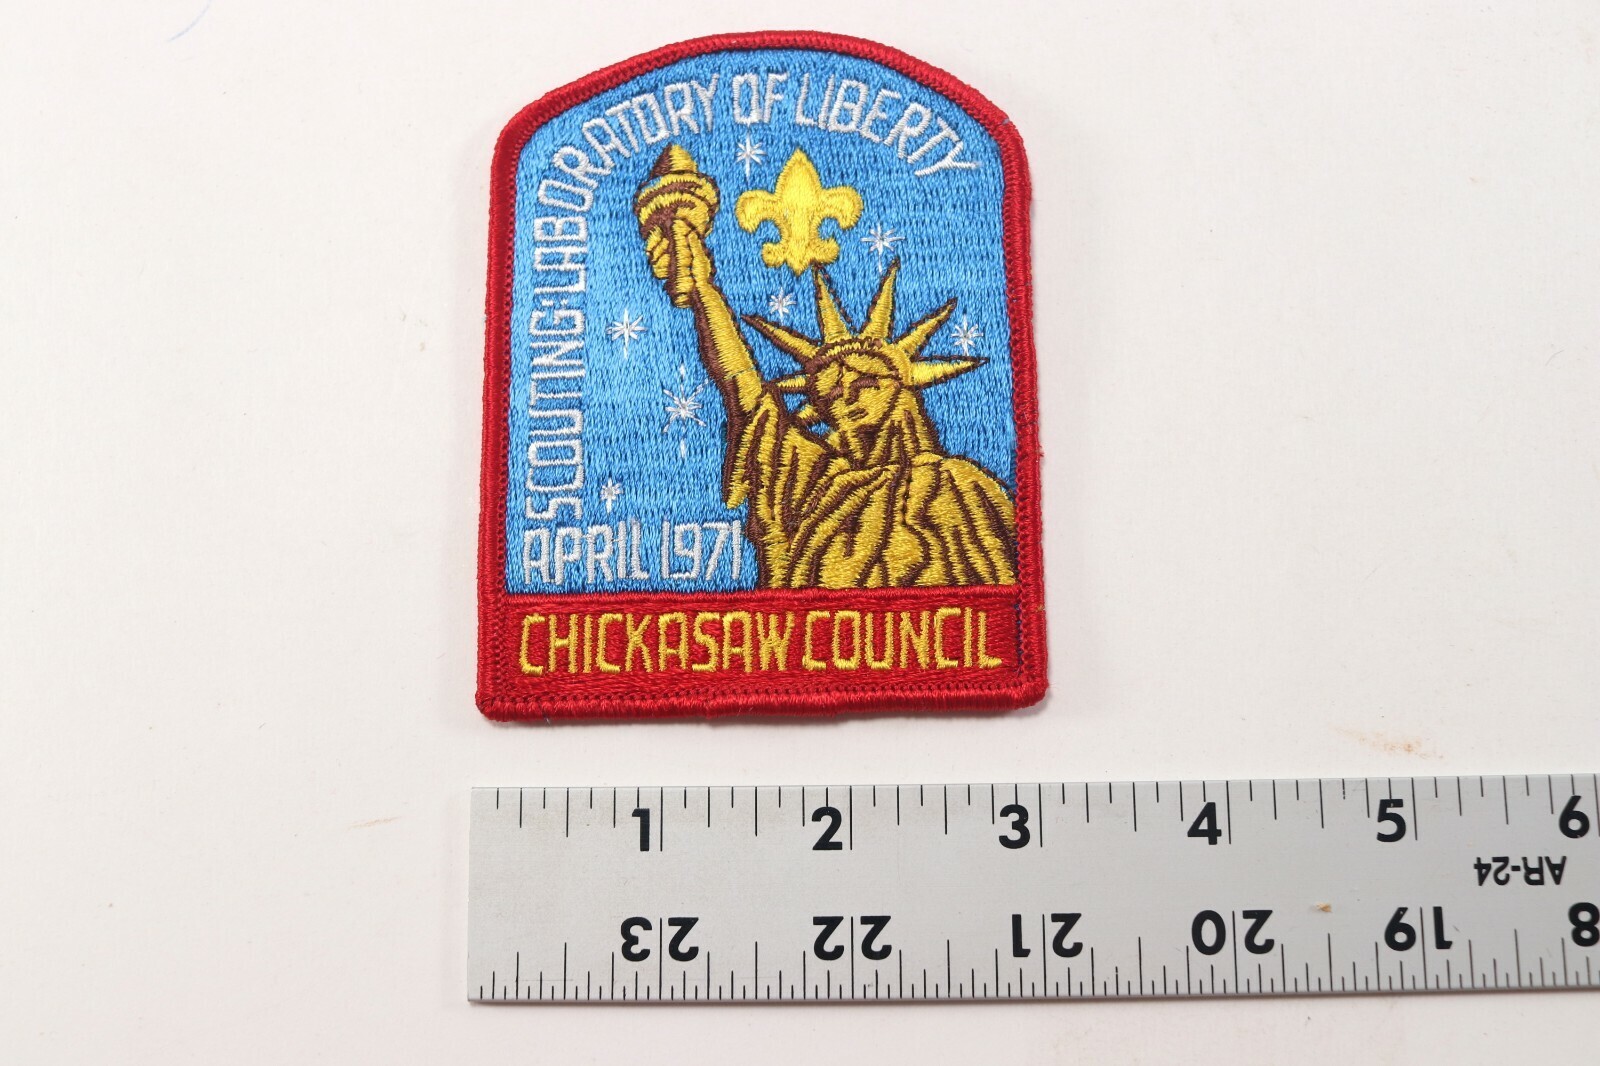 SCOUTING:LABORATORY OF LIBERTY
APRIL 1971
CHICKASAW COUNCIL
1 2 3 4 5 6
AR-24
23 22 21 20 19 8